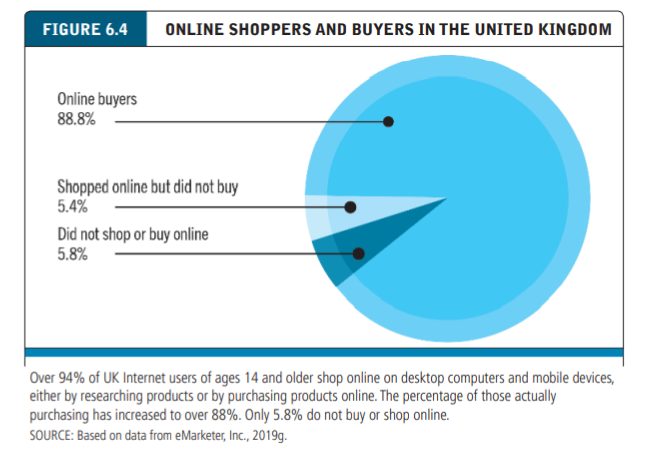 FIGURE 6.4 ONLINE SHOPPERS AND BUYERS IN THE UNITED KINGDOM
Online buyers
88.8%
Shopped online but did not buy
5.4%
Did not shop or buy online
5.8%
Over 94% of UK Internet users of ages 14 and older shop online on desktop computers and mobile devices,
either by researching products or by purchasing products online. The percentage of those actually
purchasing has increased to over 88%. Only 5.8% do not buy or shop online.
SOURCE: Based on data from eMarketer, Inc., 2019g.